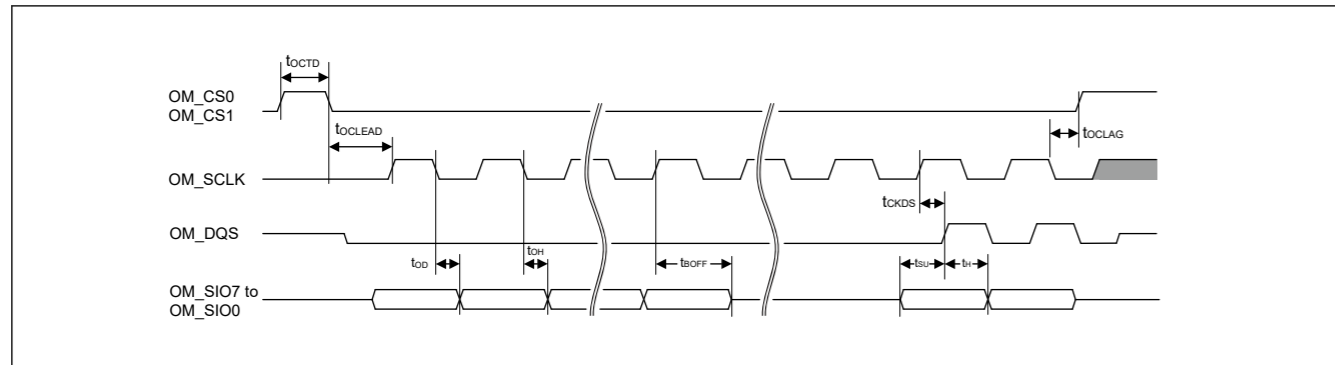 tOCTD
OM_CS0
OM_CS1
tOCLEAD
tOCLAG
OM_SCLK
tCKDS
OM_DQS
tOD
tOH
tBOFF
tSU
tH
OM_SIO7 to
OM_SIO0